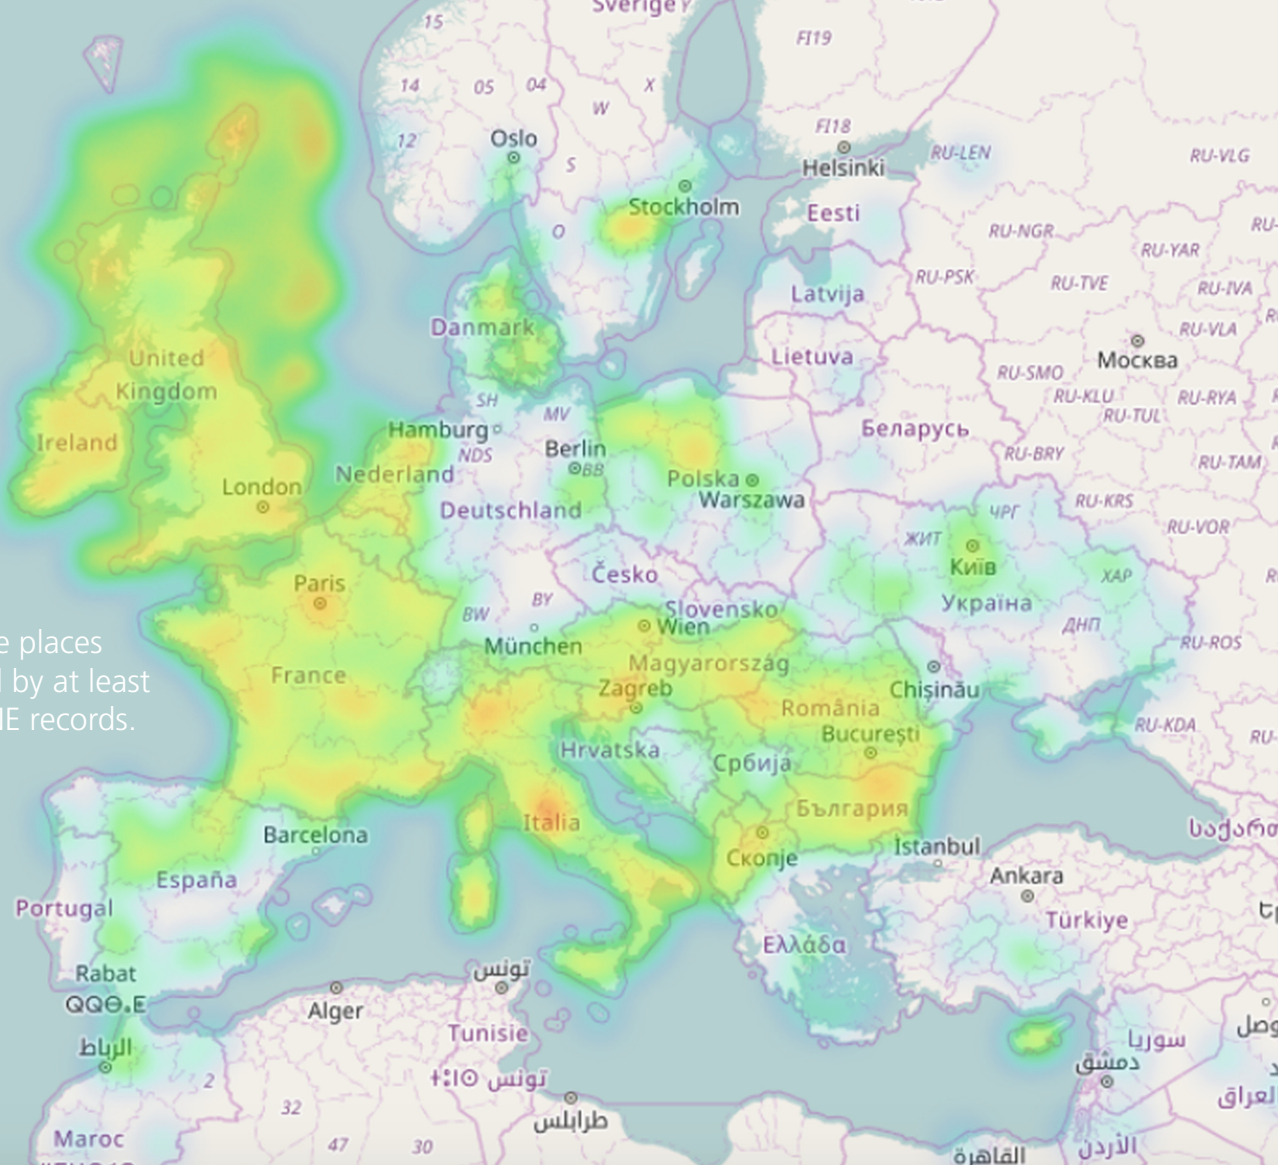 Sverige
15
FI19
14
05
04
X
W
12
Oslo
FI18
S
Helsinki
RU-LEN
RU-VLG
Stockholm
Eesti
O
RU-NGR
RU-
RU-YAR
RU-PSK
RU-TVE
RU-IVA
Latvija
Danmark
RU-VLA
United
Kingdom
Lietuva
Москва
RU-SMO
SH
MV
RU-KLU
RU-RYA
RU-TUL
Ireland
Hamburg
NDS
Berlin
BB
Беларусь
RU-BRY
RU-TAM
Nederland
London
Polska
Warszawa
Deutschland
RU-KRS
ЧРГ
RU-VOR
ЖИТ
Київ
Česko
ХАР
Paris
BY
BW
Slovensko
Україна
Wien
ДНП
München
RU-ROS
e places
France
Magyarország
l by at least
Zagreb
Chișinău
IE records.
România
București
RU-KDA
RU-
Hrvatska
Србија
Italia
България
Barcelona
İstanbul
საქართ
Скопје
Ankara
España
Portugal
Türkiye
Ελλάδα
Rabat
ⵕⵕⴱⴰⵟ
الرباط
تونس
Alger
Tunisie
تونس
سوريا
دمشق
2
32
طرابلس
العراق
Maroc
47
30
الأردن
القاهرة